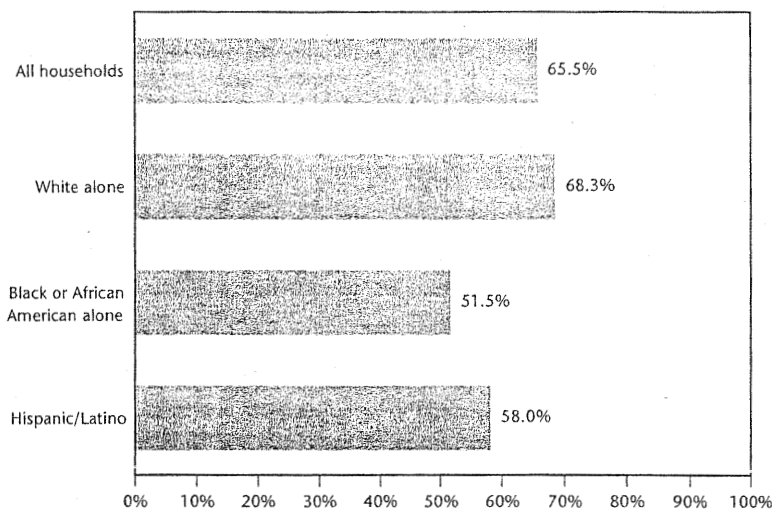 All households
65.5%
White alone
68.3%
Black or African
American alone
51.5%
Hispanic/Latino
58.0%
0% 10% 20% 30% 40% 50% 60% 70% 80% 90% 100%